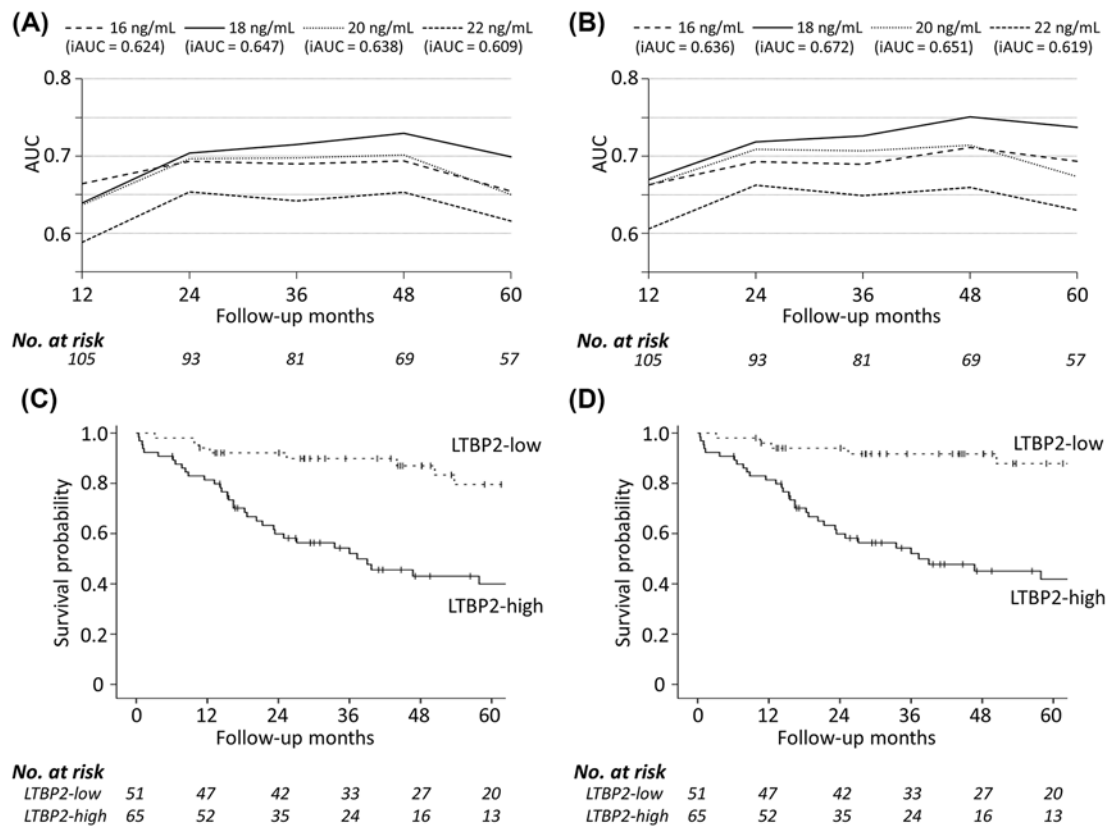 (A)
16 ng/mL 18 ng/mL 20 ng/mL 22 ng/mL
(iAUC = 0.624) (iAUC = 0.647) (iAUC = 0.638) (iAUC = 0.609)
0.8
0.7
0.6
AUC
12 24 36 48 60
Follow-up months
No. at risk
105 93 81 69 57
(B)
16 ng/mL 18 ng/mL 20 ng/mL 22 ng/mL
(iAUC = 0.636) (iAUC = 0.672) (iAUC = 0.651) (iAUC = 0.619)
0.8
0.7
0.6
AUC
12 24 36 48 60
Follow-up months
No. at risk
105 93 81 69 57
(C)
1.0
0.8
0.6
0.4
0.2
0
Survival probability
LTBP2-low
LTBP2-high
0 12 24 36 48 60
Follow-up months
No. at risk
LTBP2-low 51 47 42 33 27 20
LTBP2-high 65 52 35 24 16 13
(D)
1.0
0.8
0.6
0.4
0.2
0
Survival probability
LTBP2-low
LTBP2-high
0 12 24 36 48 60
Follow-up months
No. at risk
LTBP2-low 51 47 42 33 27 20
LTBP2-high 65 52 35 24 16 13